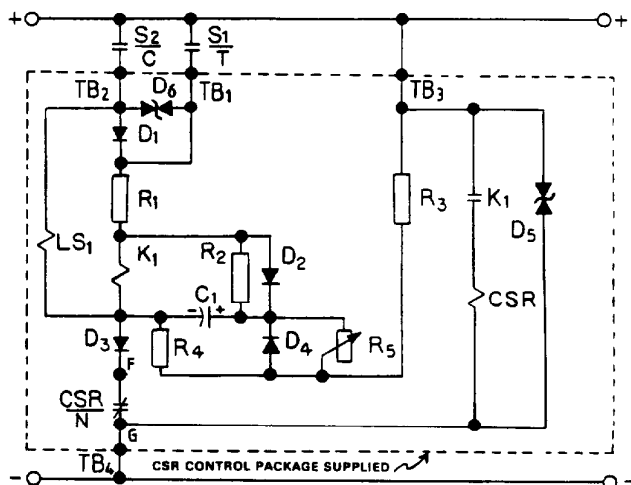 + +
S2/C S1/T
TB2 D6 TB1 TB3
D1
R1 R3 K1
D5
LS1 K1 R2 D2
C1 CSR
- +
D3 R4 D4 R5
F
CSR/N
G
TB4 CSR CONTROL PACKAGE SUPPLIED
- -